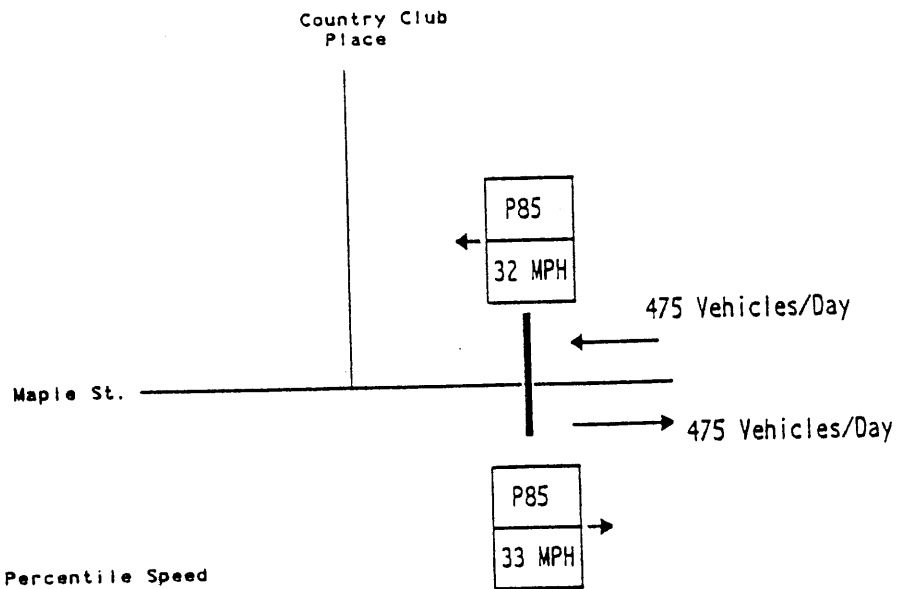 Country Club
Place
P85
32 MPH
475 Vehicles/Day
Maple St.
475 Vehicles/Day
P85
33 MPH
Percentile Speed